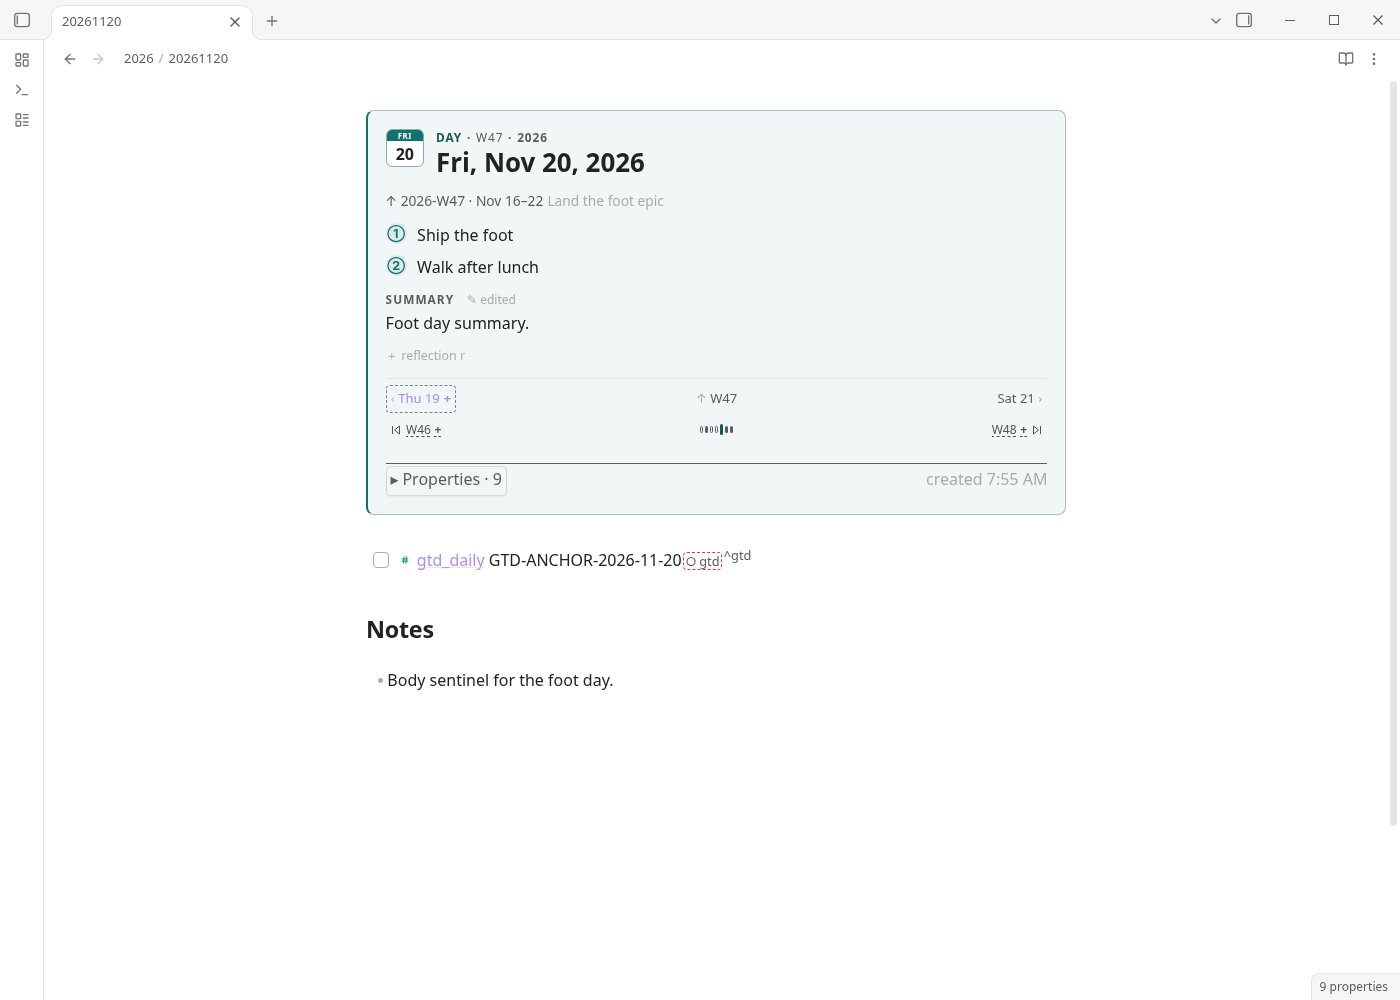 20261120
2026 / 20261120
FRI
20
DAY · W47 · 2026
Fri, Nov 20, 2026
↑ 2026-W47 · Nov 16–22 Land the foot epic
1 Ship the foot
2 Walk after lunch
SUMMARY ✎ edited
Foot day summary.
+ reflection r
‹ Thu 19 + ↑ W47 Sat 21 ›
W46 + W48 +
▸ Properties · 9 created 7:55 AM
# gtd_daily GTD-ANCHOR-2026-11-20 gtd ^gtd
Notes
• Body sentinel for the foot day.
9 properties